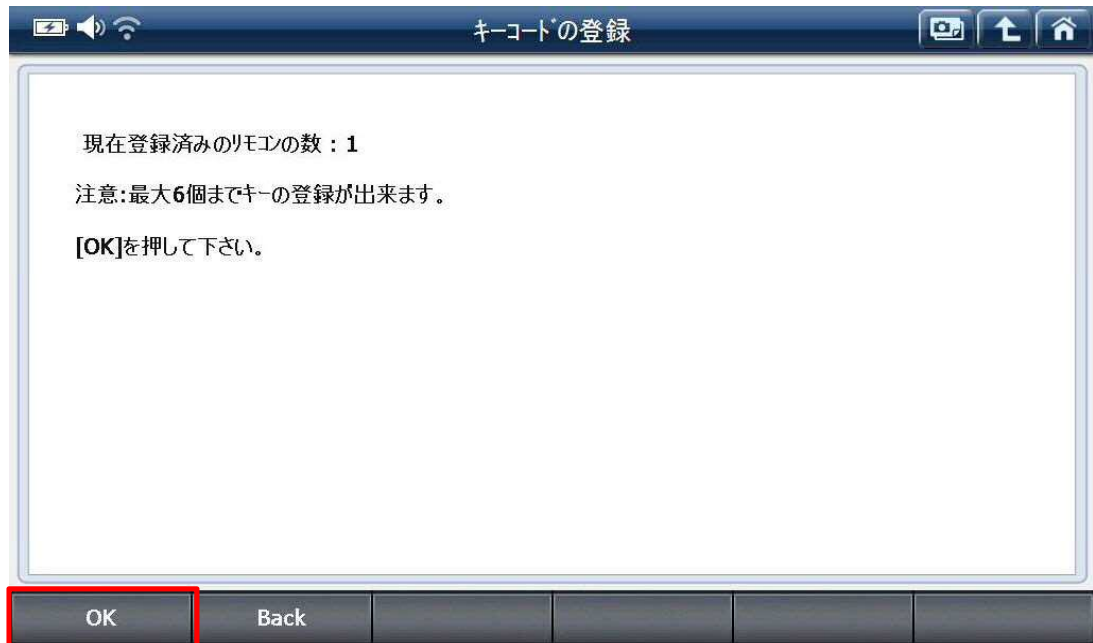 キーコードの登録
現在登録済みのリモコンの数：1
注意:最大6個までキーの登録が出来ます。
[OK]を押して下さい。
OK
Back